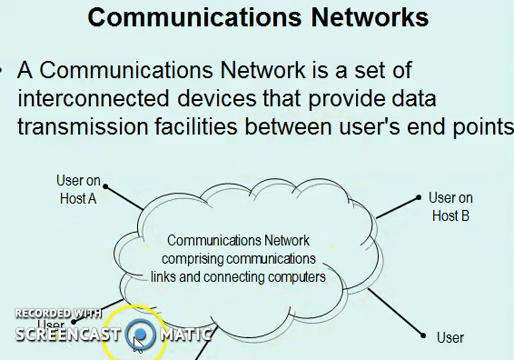 Communications Networks
• A Communications Network is a set of
interconnected devices that provide data
transmission facilities between user's end points
User on
Host A
User on
Host B
Communications Network
comprising communications
links and connecting computers
RECORDED WITH
User
SCREENCAST MATIC
User